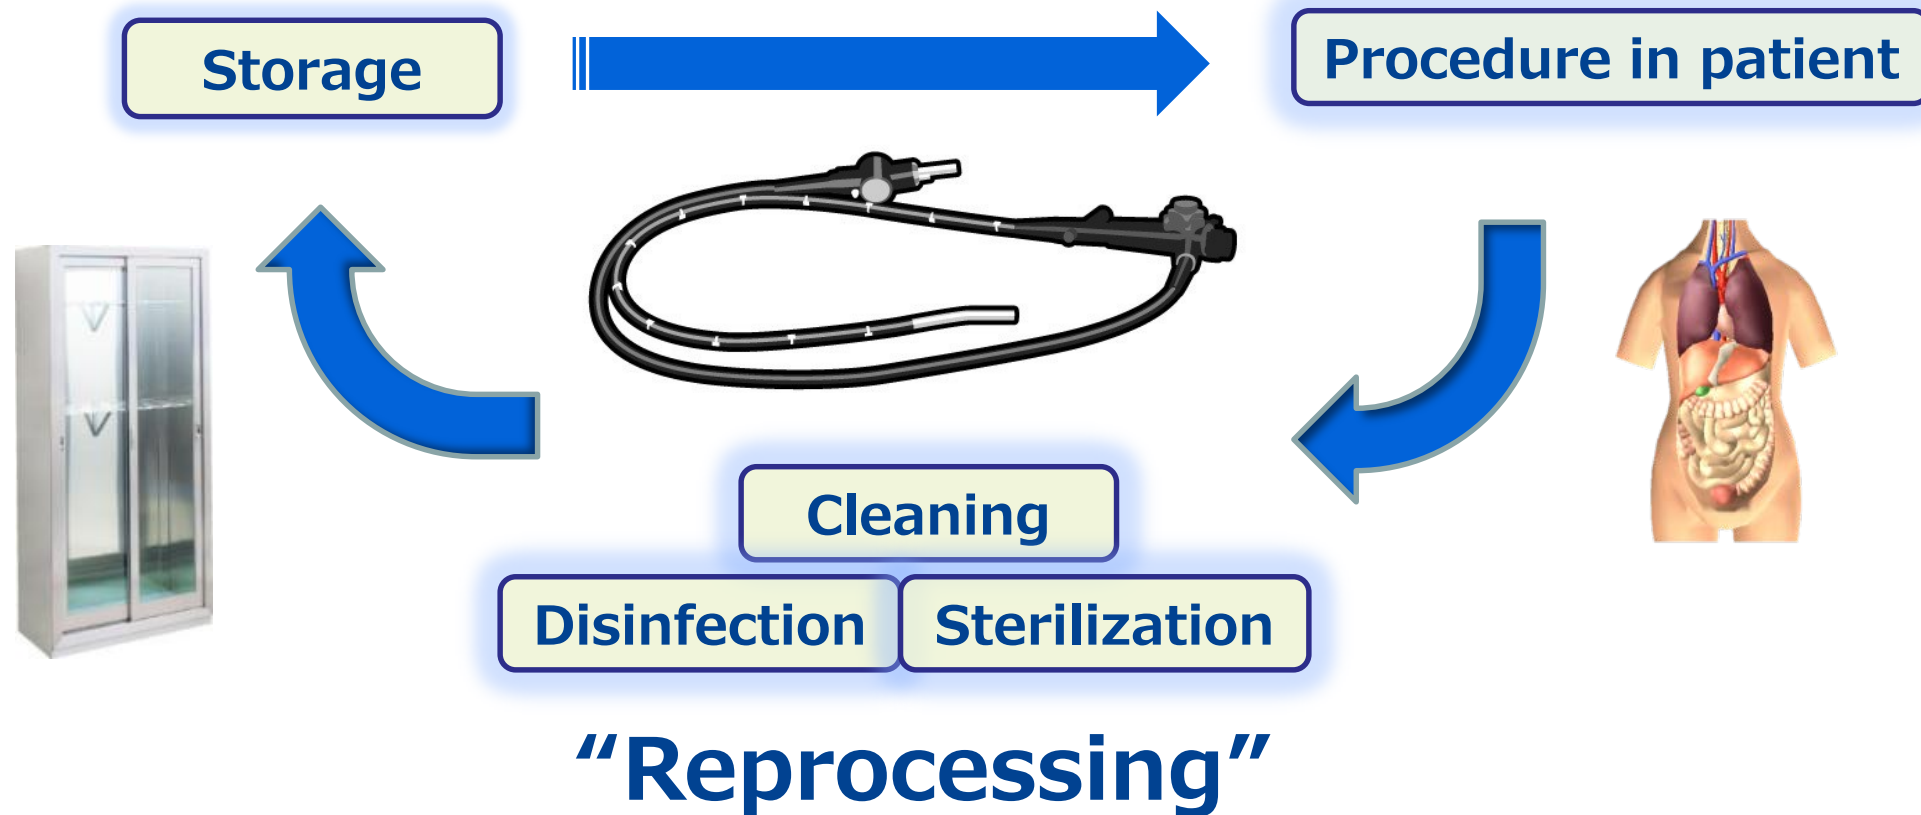 Storage
Procedure in patient
Cleaning
Disinfection
Sterilization
“Reprocessing”